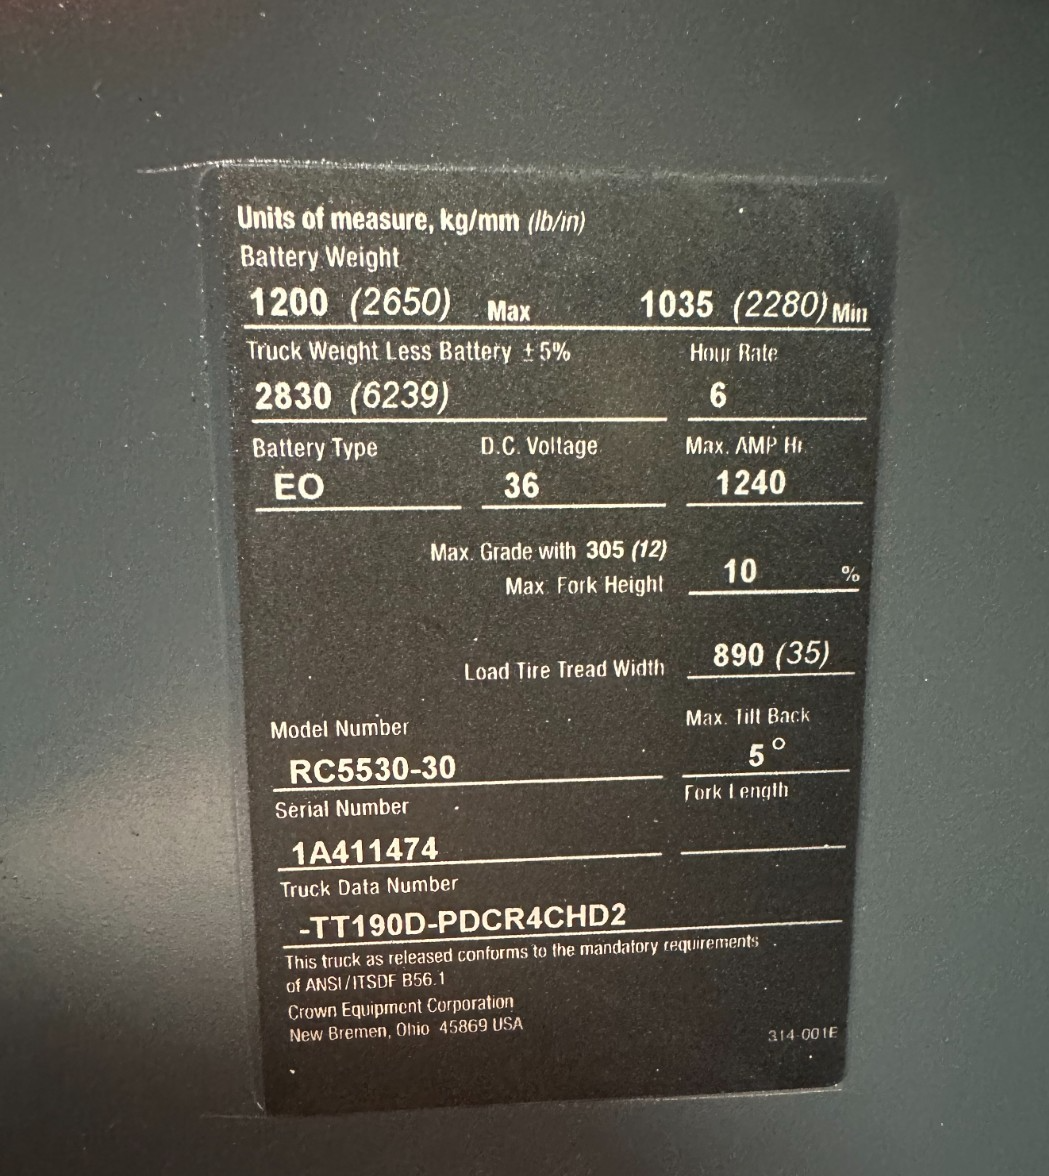 Units of measure, kg/mm (lb/in)
Battery Weight
1200 (2650) Max 1035 (2280) Min
Truck Weight Less Battery ±5% Hour Rate
2830 (6239) 6
Battery Type D.C. Voltage Max. AMP Hr
EO 36 1240
Max. Grade with 305 (12)
Max Fork Height 10 %
Load Tire Tread Width 890 (35)
Model Number Max. Tilt Back
RC5530-30 5°
Serial Number Fork Length
1A411474
Truck Data Number
-TT190D-PDCR4CHD2
This truck as released conforms to the mandatory requirements
of ANSI/ITSDF B56.1
Crown Equipment Corporation
New Bremen, Ohio 45869 USA
314-001E